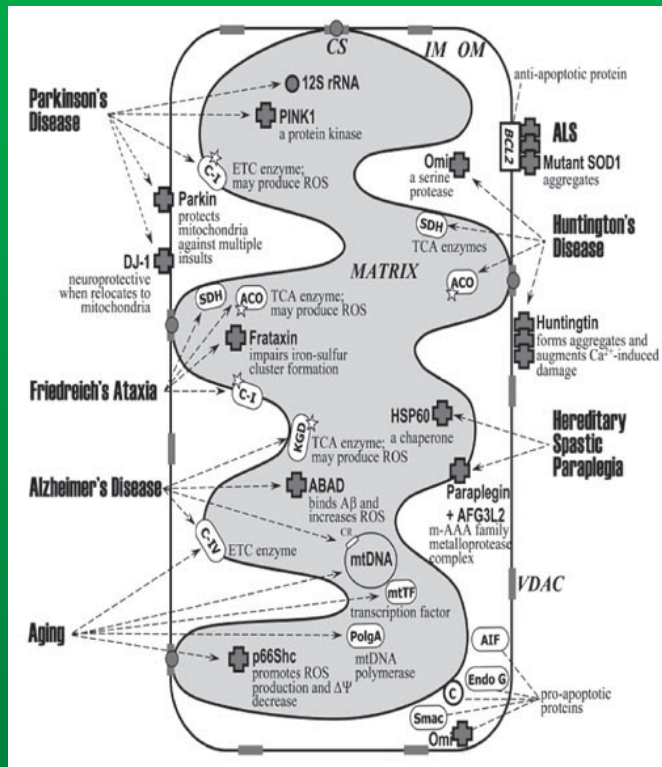 CS
IM OM
12S rRNA
PINK1
a protein kinase
Parkinson's
Disease
C-I
ETC enzyme;
may produce ROS
Parkin
protects
mitochondria
against multiple
insults
DJ-1
neuroprotective
when relocates to
mitochondria
anti-apoptotic protein
BCL2
ALS
Mutant SOD1
aggregates
Omi
a serine
protease
SDH
TCA enzymes
Huntington's
Disease
MATRIX
ACO
SDH
ACO
TCA enzyme;
may produce ROS
Frataxin
impairs iron-sulfur
cluster formation
Huntingtin
forms aggregates and
augments Ca²⁺-induced
damage
Friedreich's Ataxia
C-I
HSP60
a chaperone
Hereditary
Spastic
Paraplegia
KGD
TCA enzyme;
may produce ROS
Alzheimer's Disease
ABAD
binds Aβ and
increases ROS
Paraplegin
+ AFG3L2
m-AAA family
metalloprotease
complex
C-IV
ETC enzyme
CR
mtDNA
mtTF
transcription factor
VDAC
Aging
PolgA
mtDNA
polymerase
p66Shc
promotes ROS
production and ΔΨ
decrease
AIF
Endo G
C
Smac
Omi
pro-apoptotic
proteins